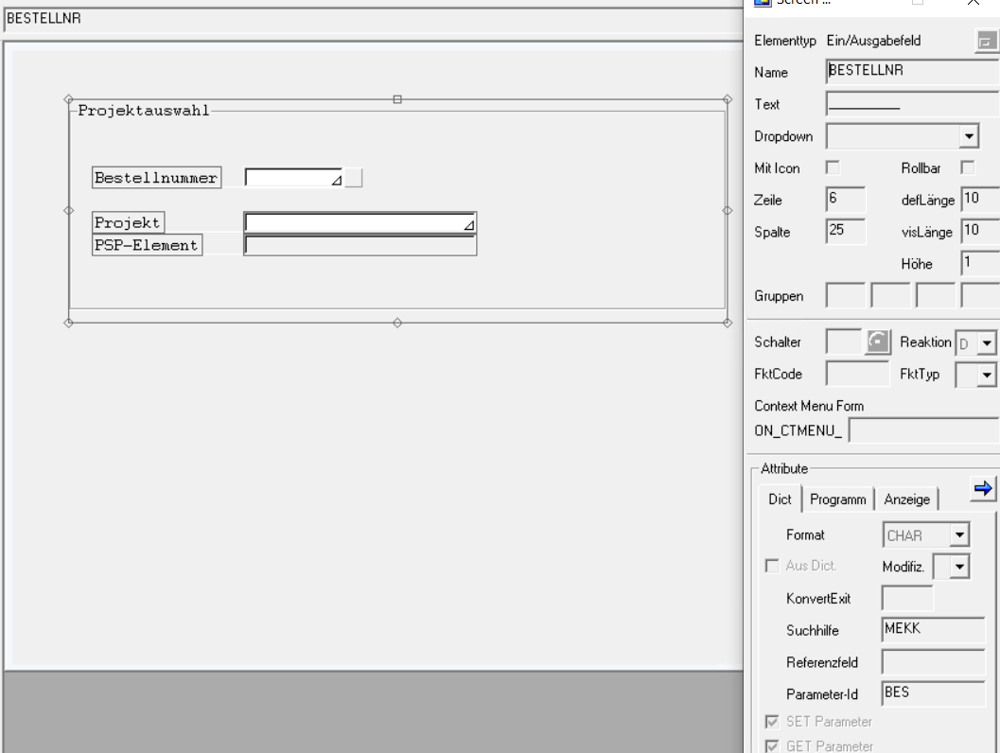 BESTELLNR
Projektauswahl
Bestellnummer
Projekt
PSP-Element
Screen ...
Elementtyp Ein/Ausgabefeld
Name BESTELLNR
Text __________
Dropdown
Mit Icon Rollbar
Zeile 6 defLänge 10
Spalte 25 visLänge 10
Höhe 1
Gruppen
Schalter Reaktion D
FktCode FktTyp
Context Menu Form
ON_CTMENU_
Attribute
Dict Programm Anzeige
Format CHAR
Aus Dict. Modifiz.
KonvertExit
Suchhilfe MEKK
Referenzfeld
Parameter-Id BES
SET Parameter
GET Parameter